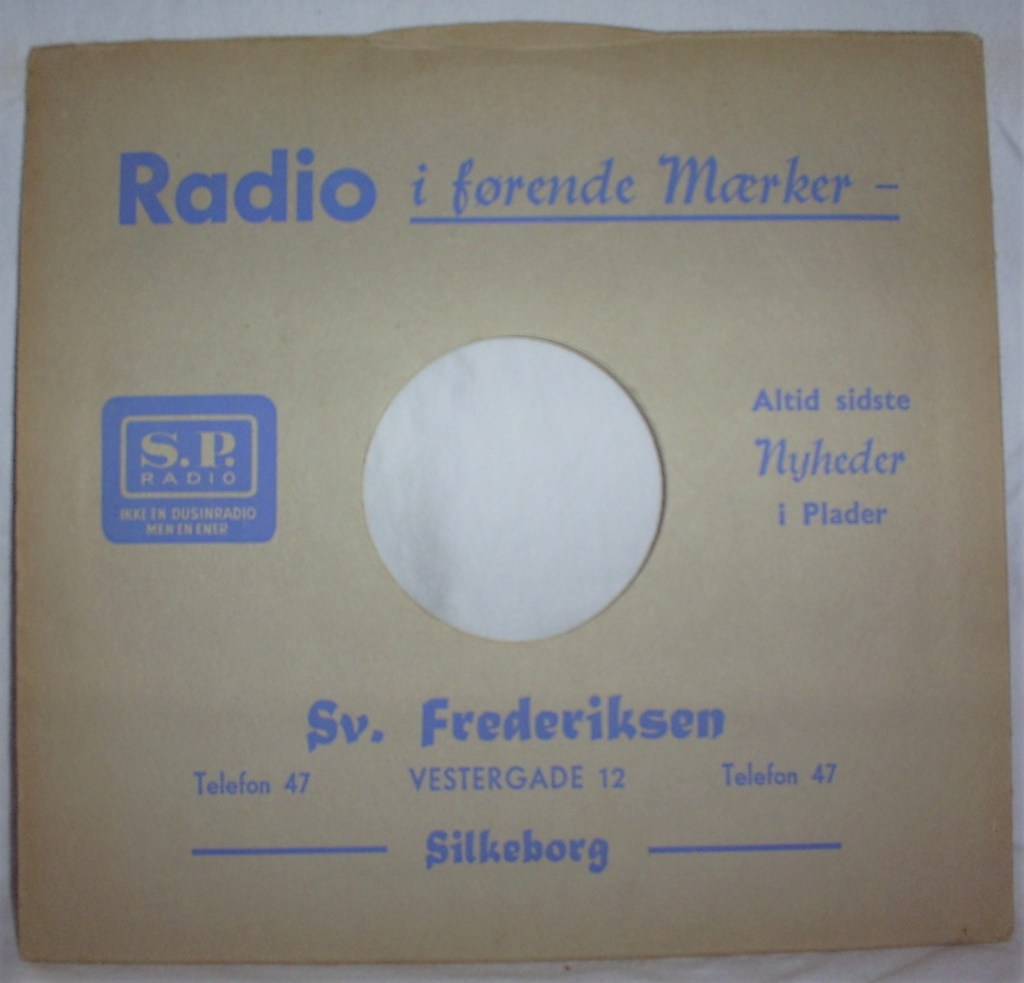 Radio i førende Mærker –
S.P.
RADIO
IKKE EN DUSINRADIO
MEN EN ENER
Altid sidste
Nyheder
i Plader
Sv. Frederiksen
Telefon 47 VESTERGADE 12 Telefon 47
Silkeborg